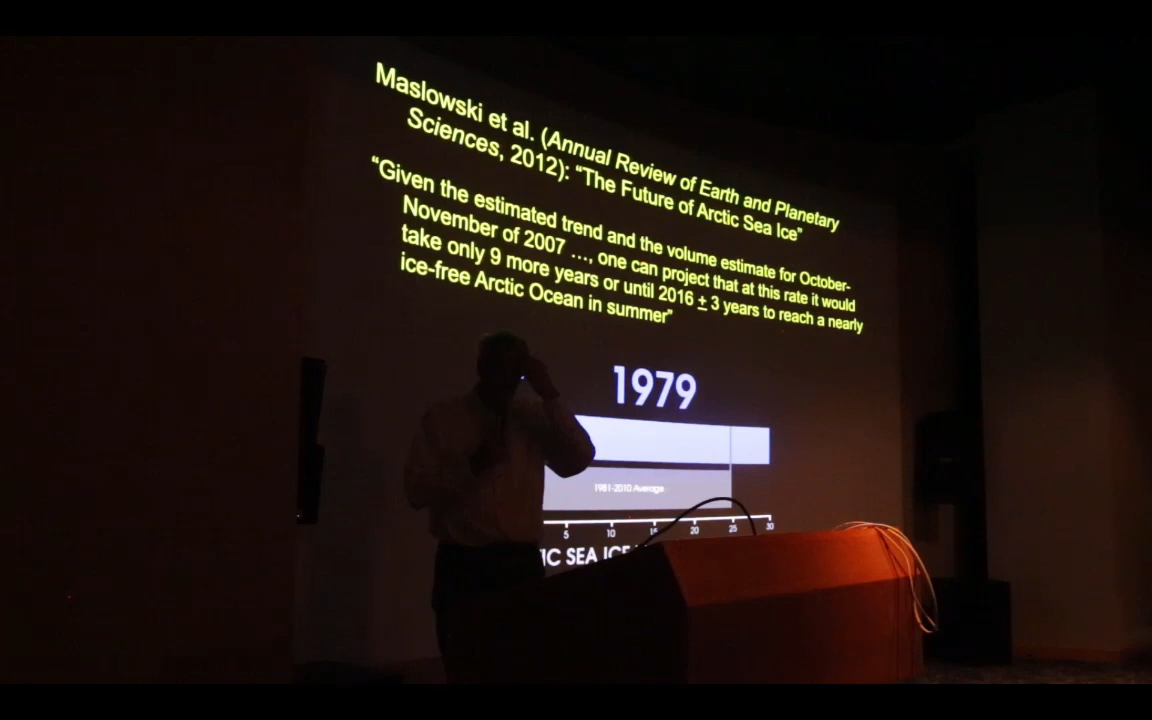 Maslowski et al. (Annual Review of Earth and Planetary
Sciences, 2012): “The Future of Arctic Sea Ice”
“Given the estimated trend and the volume estimate for October-
November of 2007 …, one can project that at this rate it would
take only 9 more years or until 2016 ± 3 years to reach a nearly
ice-free Arctic Ocean in summer”
1979
1981-2010 Average
5 10 15 20 25 30
IC SEA ICE